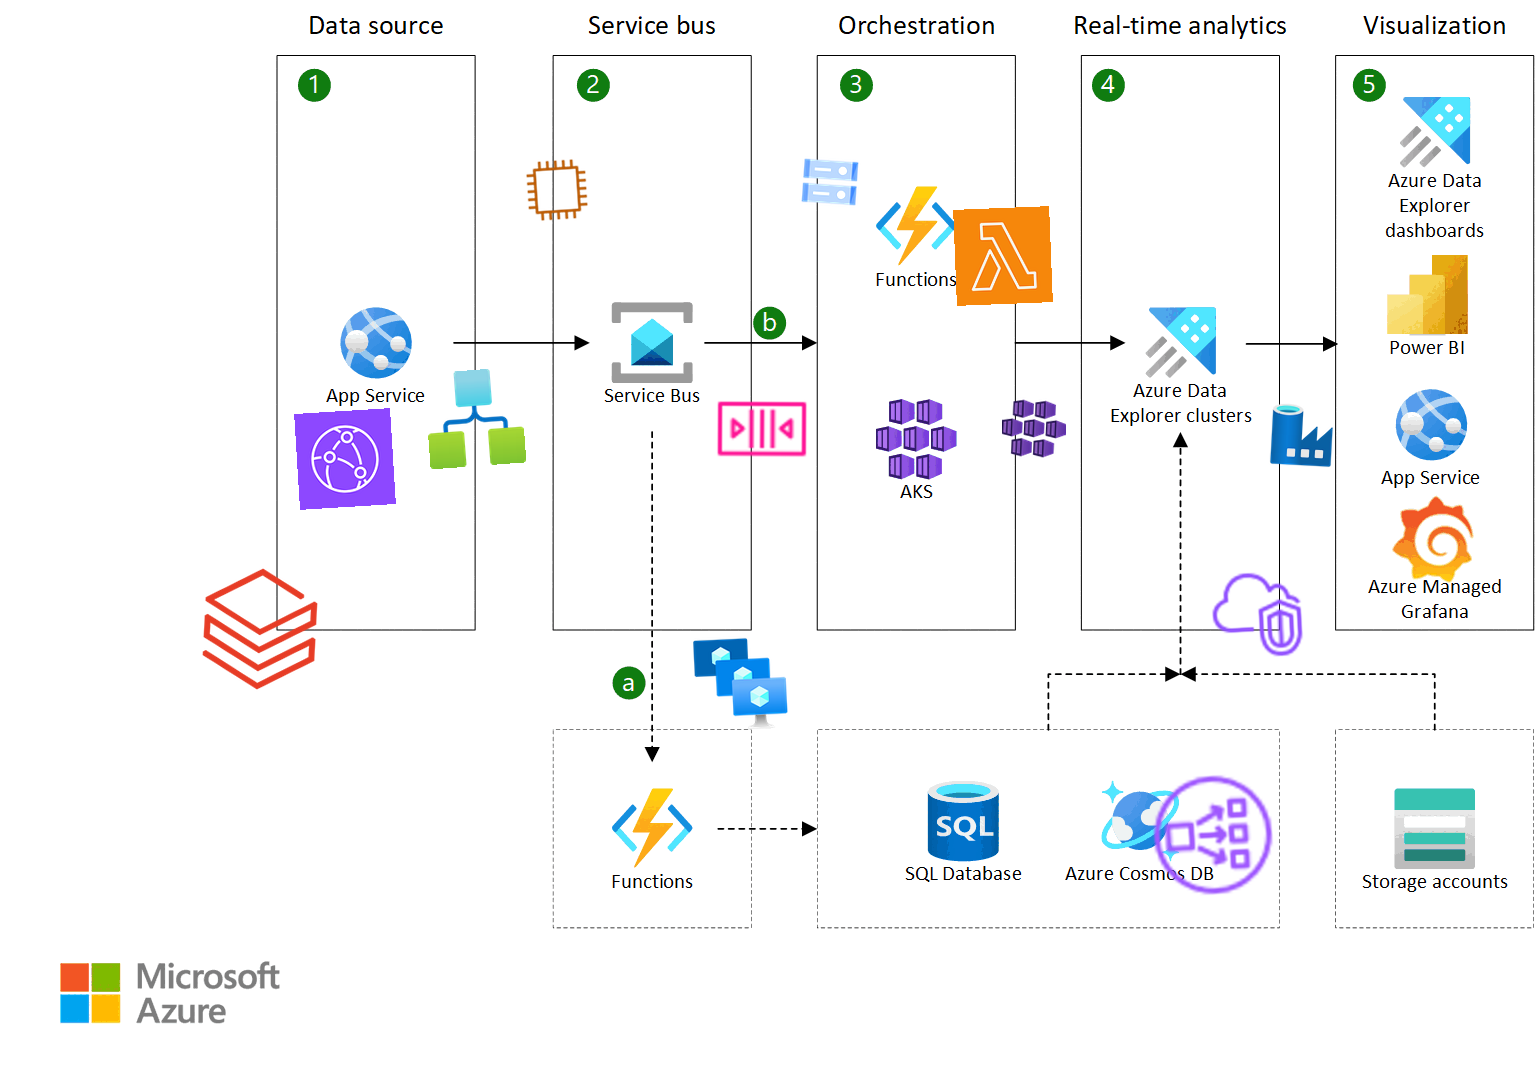 Data source
Service bus
Orchestration
Real-time analytics
Visualization
1
2
3
4
5
Azure Data
Explorer
dashboards
Functions
Power BI
b
App Service
Service Bus
Azure Data
Explorer clusters
AKS
App Service
Azure Managed
Grafana
a
Functions
SQL
SQL Database
Azure Cosmos DB
Storage accounts
Microsoft
Azure